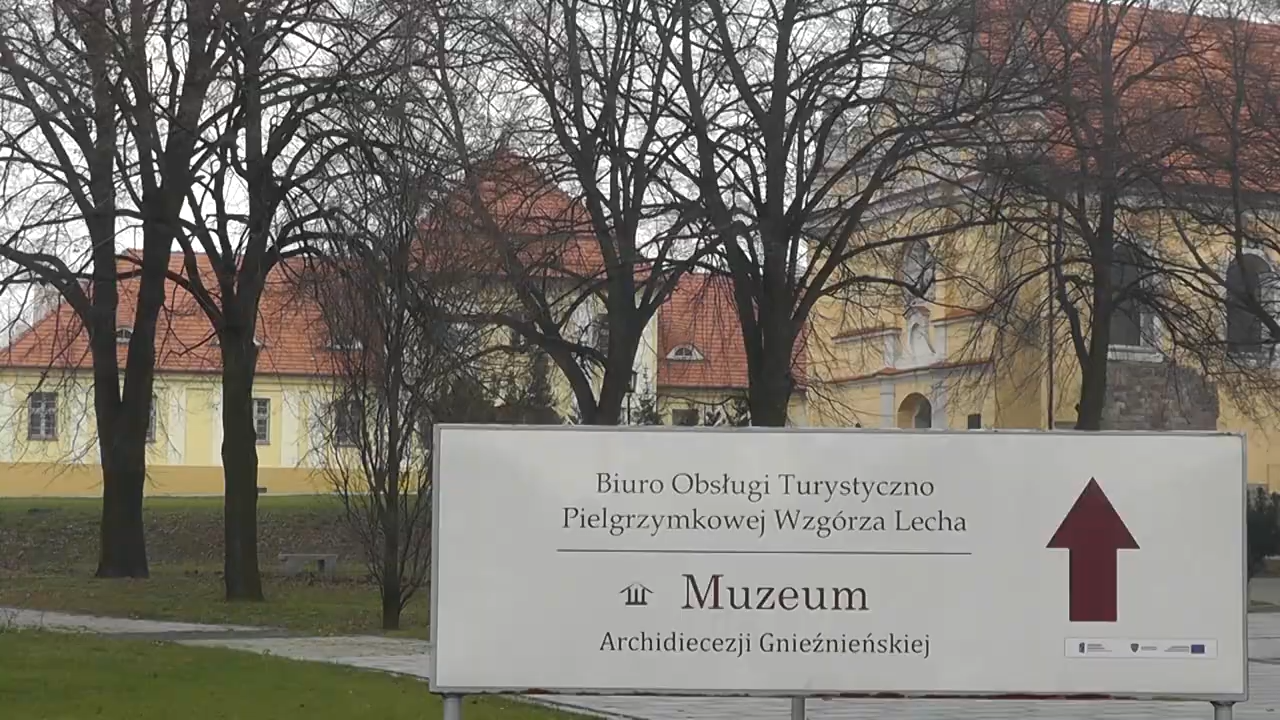 Biuro Obsługi Turystyczno
Pielgrzymkowej Wzgórza Lecha
Muzeum
Archidiecezji Gnieźnieńskiej